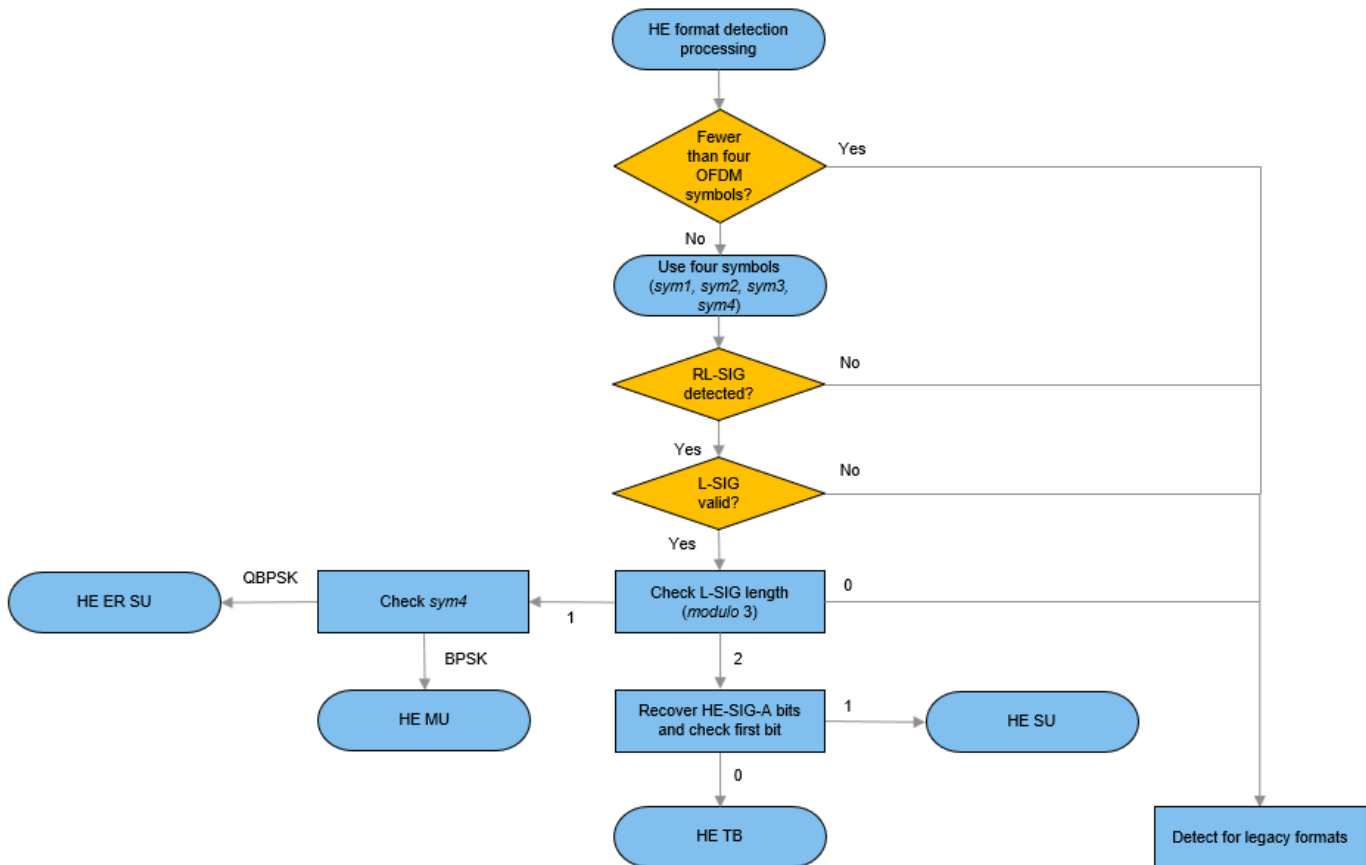 HE format detection
processing
Fewer
than four
OFDM
symbols?
Yes
No
Use four symbols
(sym1, sym2, sym3,
sym4)
RL-SIG
detected?
No
Yes
L-SIG
valid?
No
Yes
Check L-SIG length
(modulo 3)
0
1
2
Check sym4
QBPSK
HE ER SU
BPSK
HE MU
Recover HE-SIG-A bits
and check first bit
1
HE SU
0
HE TB
Detect for legacy formats